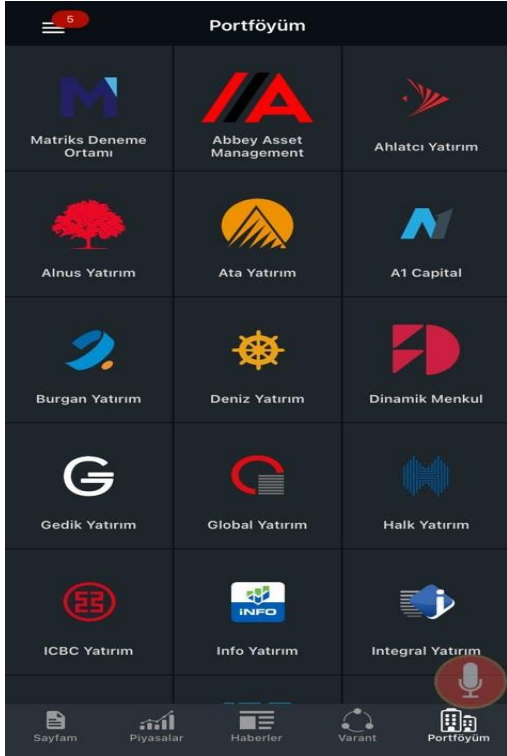 5
Portföyüm
Matriks Deneme
Ortamı
Abbey Asset
Management
Ahlatcı Yatırım
Alnus Yatırım
Ata Yatırım
A1 Capital
Burgan Yatırım
Deniz Yatırım
Dinamik Menkul
Gedik Yatırım
Global Yatırım
Halk Yatırım
iNFO
ICBC Yatırım
Info Yatırım
Integral Yatırım
Sayfam
Piyasalar
Haberler
Varant
Portföyüm